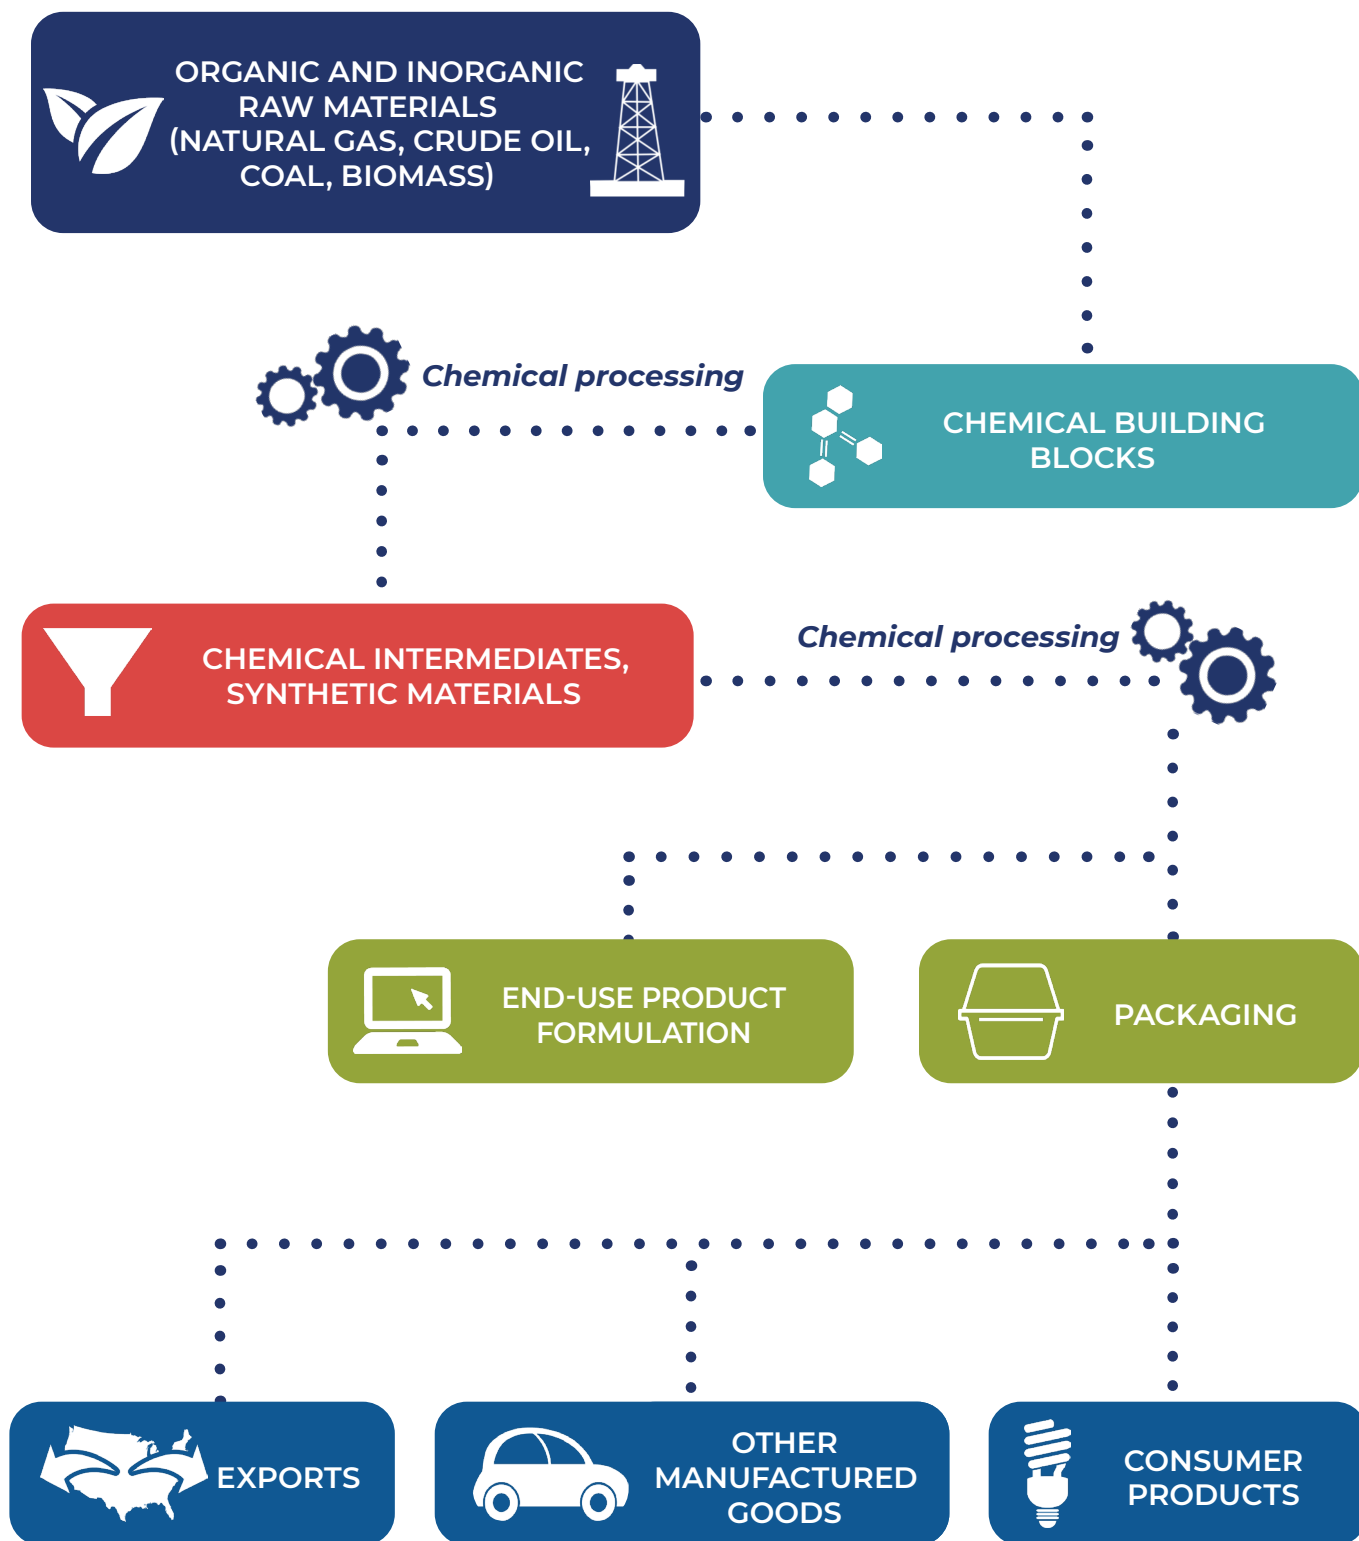 ORGANIC AND INORGANIC
RAW MATERIALS
(NATURAL GAS, CRUDE OIL,
COAL, BIOMASS)
Chemical processing
CHEMICAL BUILDING
BLOCKS
Chemical processing
CHEMICAL INTERMEDIATES,
SYNTHETIC MATERIALS
END-USE PRODUCT
FORMULATION
PACKAGING
EXPORTS
OTHER
MANUFACTURED
GOODS
CONSUMER
PRODUCTS